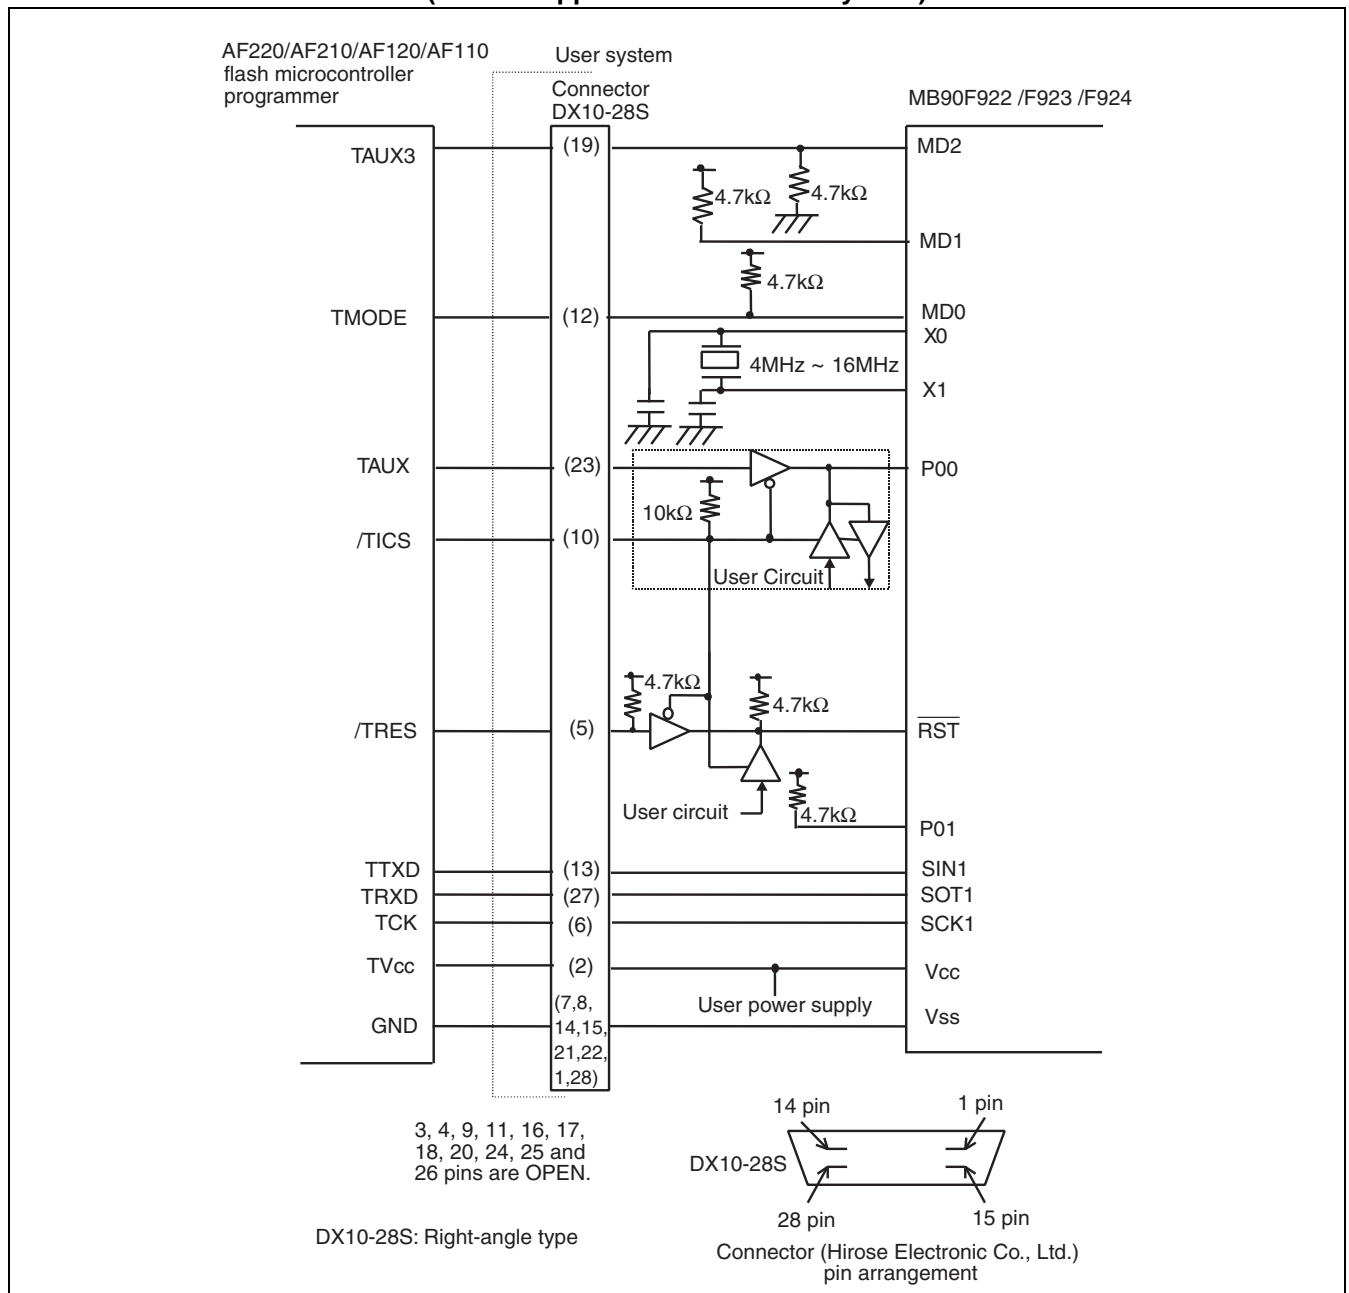 AF220/AF210/AF120/AF110
flash microcontroller
programmer
User system
Connector
DX10-28S
MB90F922 /F923 /F924
TAUX3
(19)
MD2
4.7kΩ
4.7kΩ
MD1
4.7kΩ
TMODE
(12)
MD0
X0
4MHz ~ 16MHz
X1
TAUX
(23)
P00
10kΩ
/TICS
(10)
User Circuit
4.7kΩ
4.7kΩ
/TRES
(5)
RST
User circuit
4.7kΩ
P01
TTXD
(13)
SIN1
TRXD
(27)
SOT1
TCK
(6)
SCK1
TVcc
(2)
Vcc
User power supply
GND
(7,8,
14,15,
21,22,
1,28)
Vss
3, 4, 9, 11, 16, 17,
18, 20, 24, 25 and
26 pins are OPEN.
14 pin
1 pin
DX10-28S
28 pin
15 pin
DX10-28S: Right-angle type
Connector (Hirose Electronic Co., Ltd.)
pin arrangement